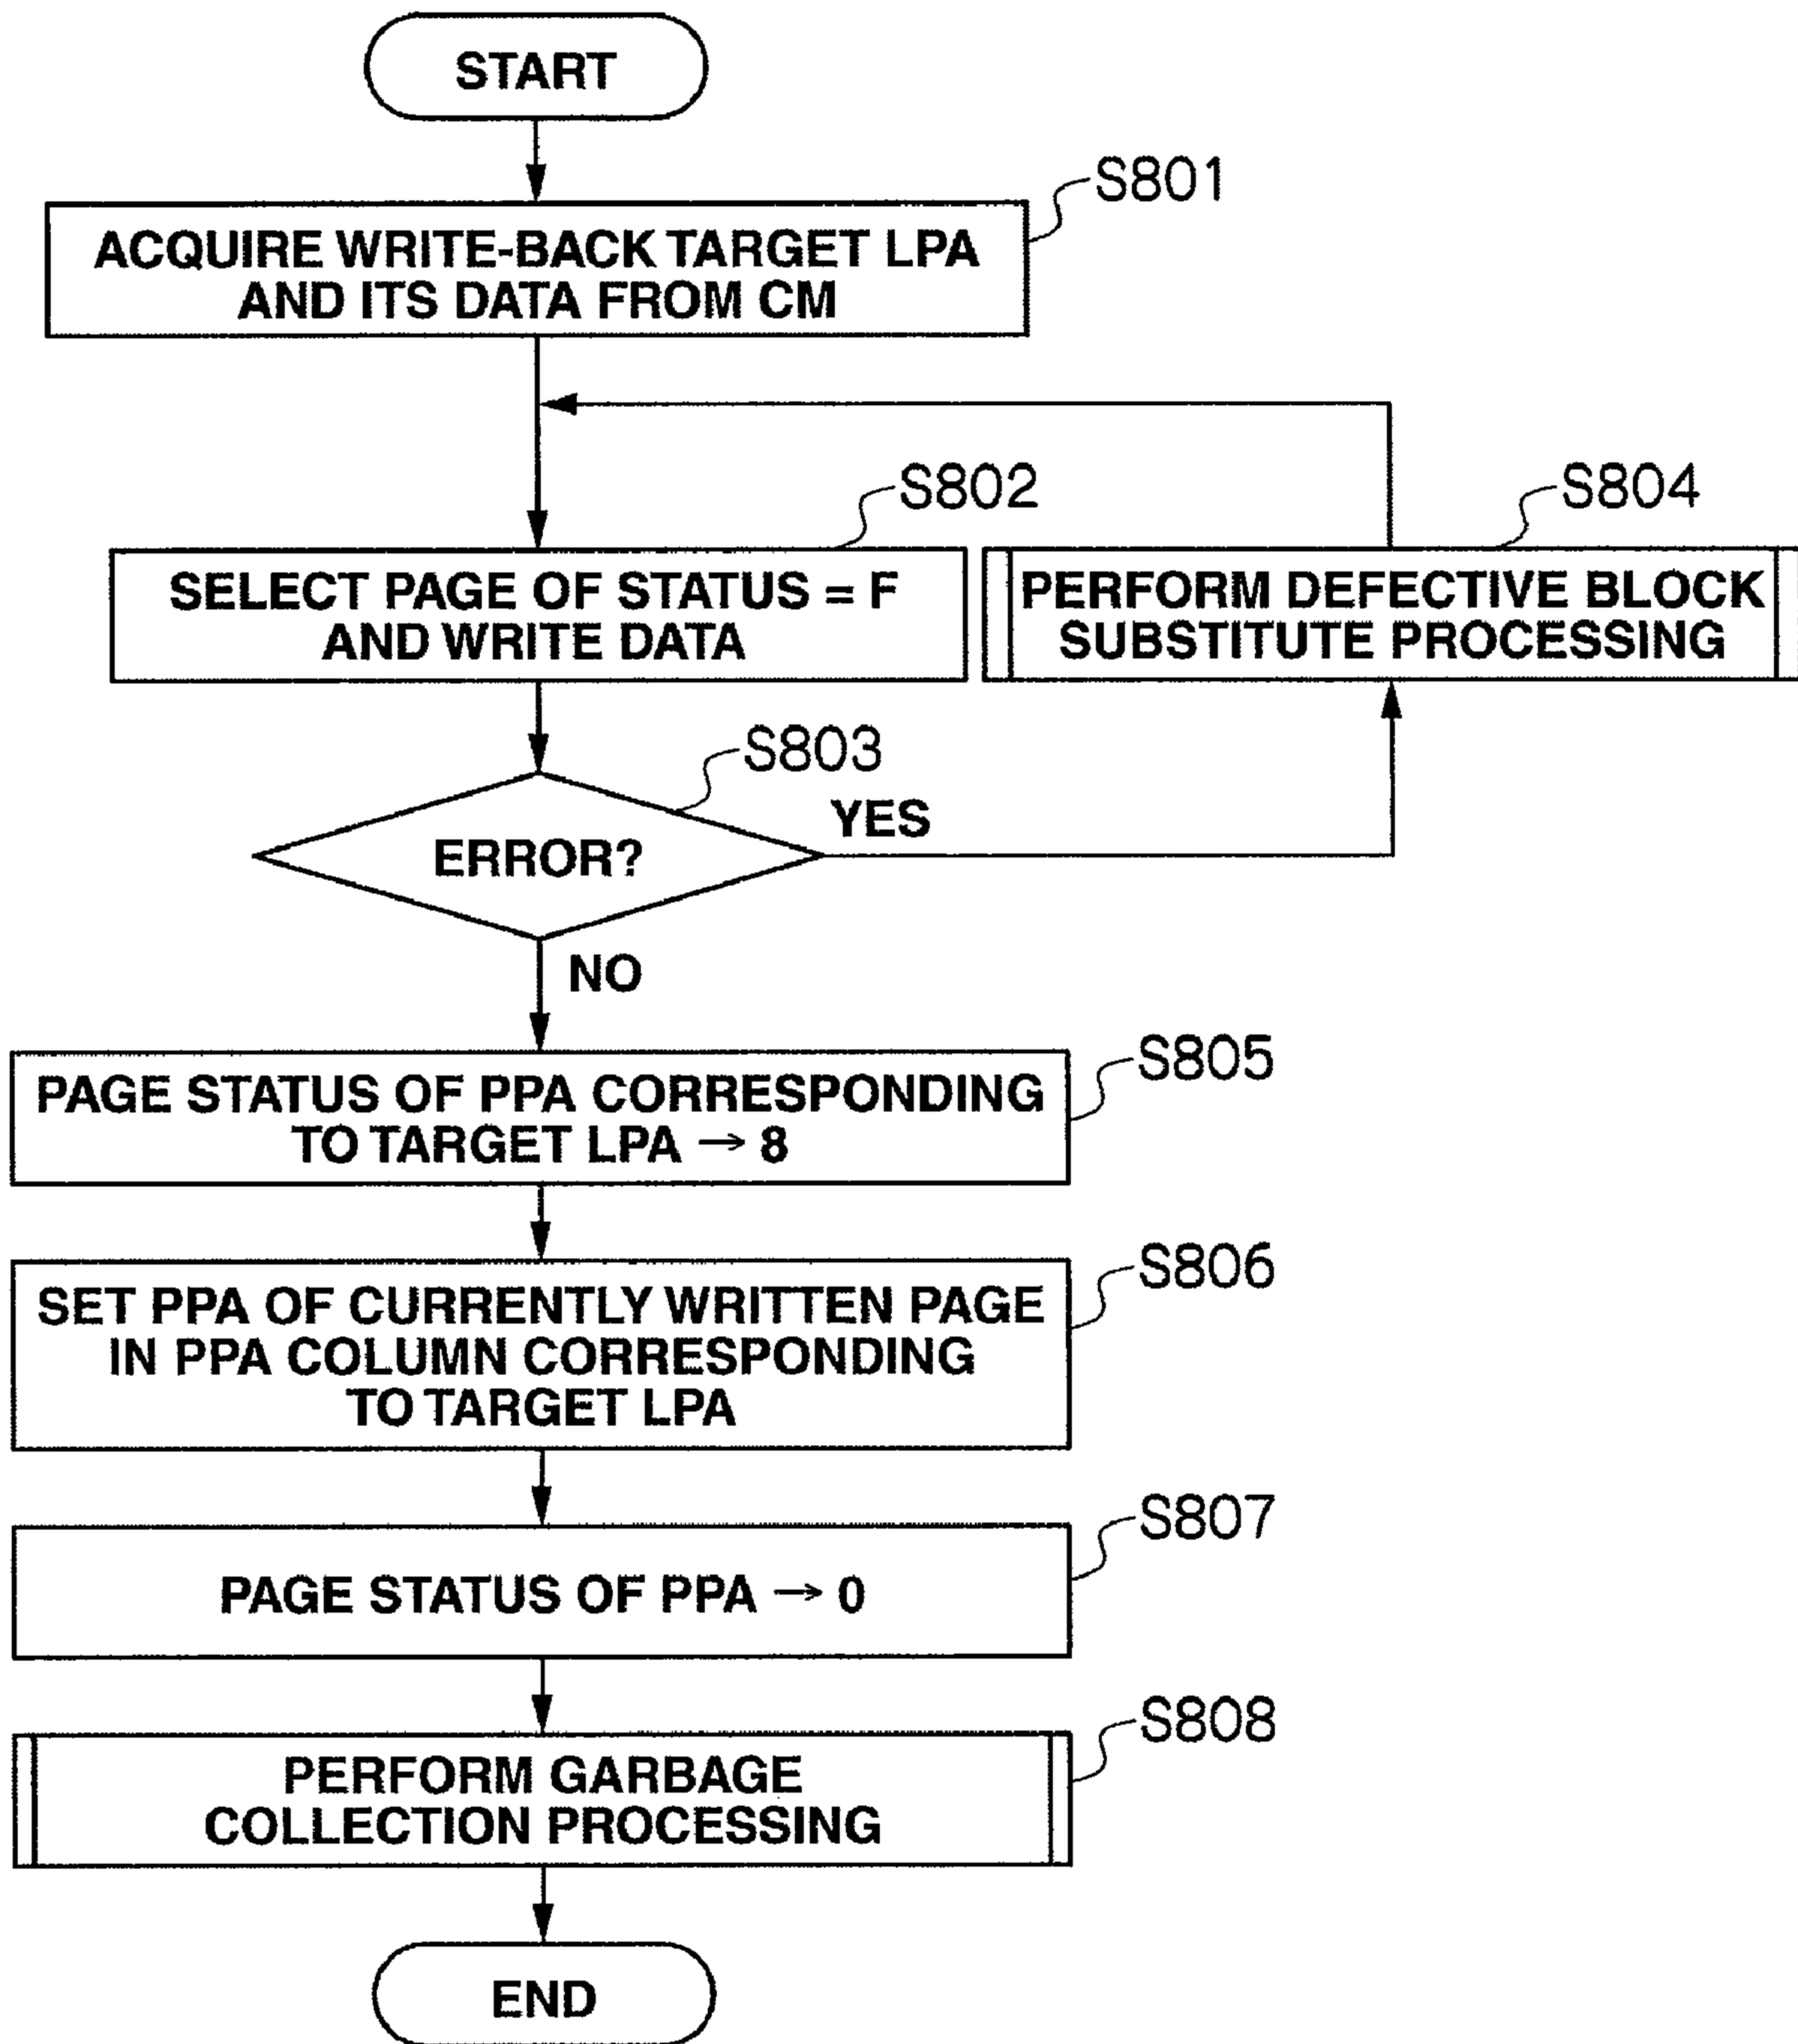 START
S801
ACQUIRE WRITE-BACK TARGET LPA
AND ITS DATA FROM CM
S802
SELECT PAGE OF STATUS = F
AND WRITE DATA
S804
PERFORM DEFECTIVE BLOCK
SUBSTITUTE PROCESSING
S803
ERROR?
YES
NO
S805
PAGE STATUS OF PPA CORRESPONDING
TO TARGET LPA → 8
S806
SET PPA OF CURRENTLY WRITTEN PAGE
IN PPA COLUMN CORRESPONDING
TO TARGET LPA
S807
PAGE STATUS OF PPA → 0
S808
PERFORM GARBAGE
COLLECTION PROCESSING
END